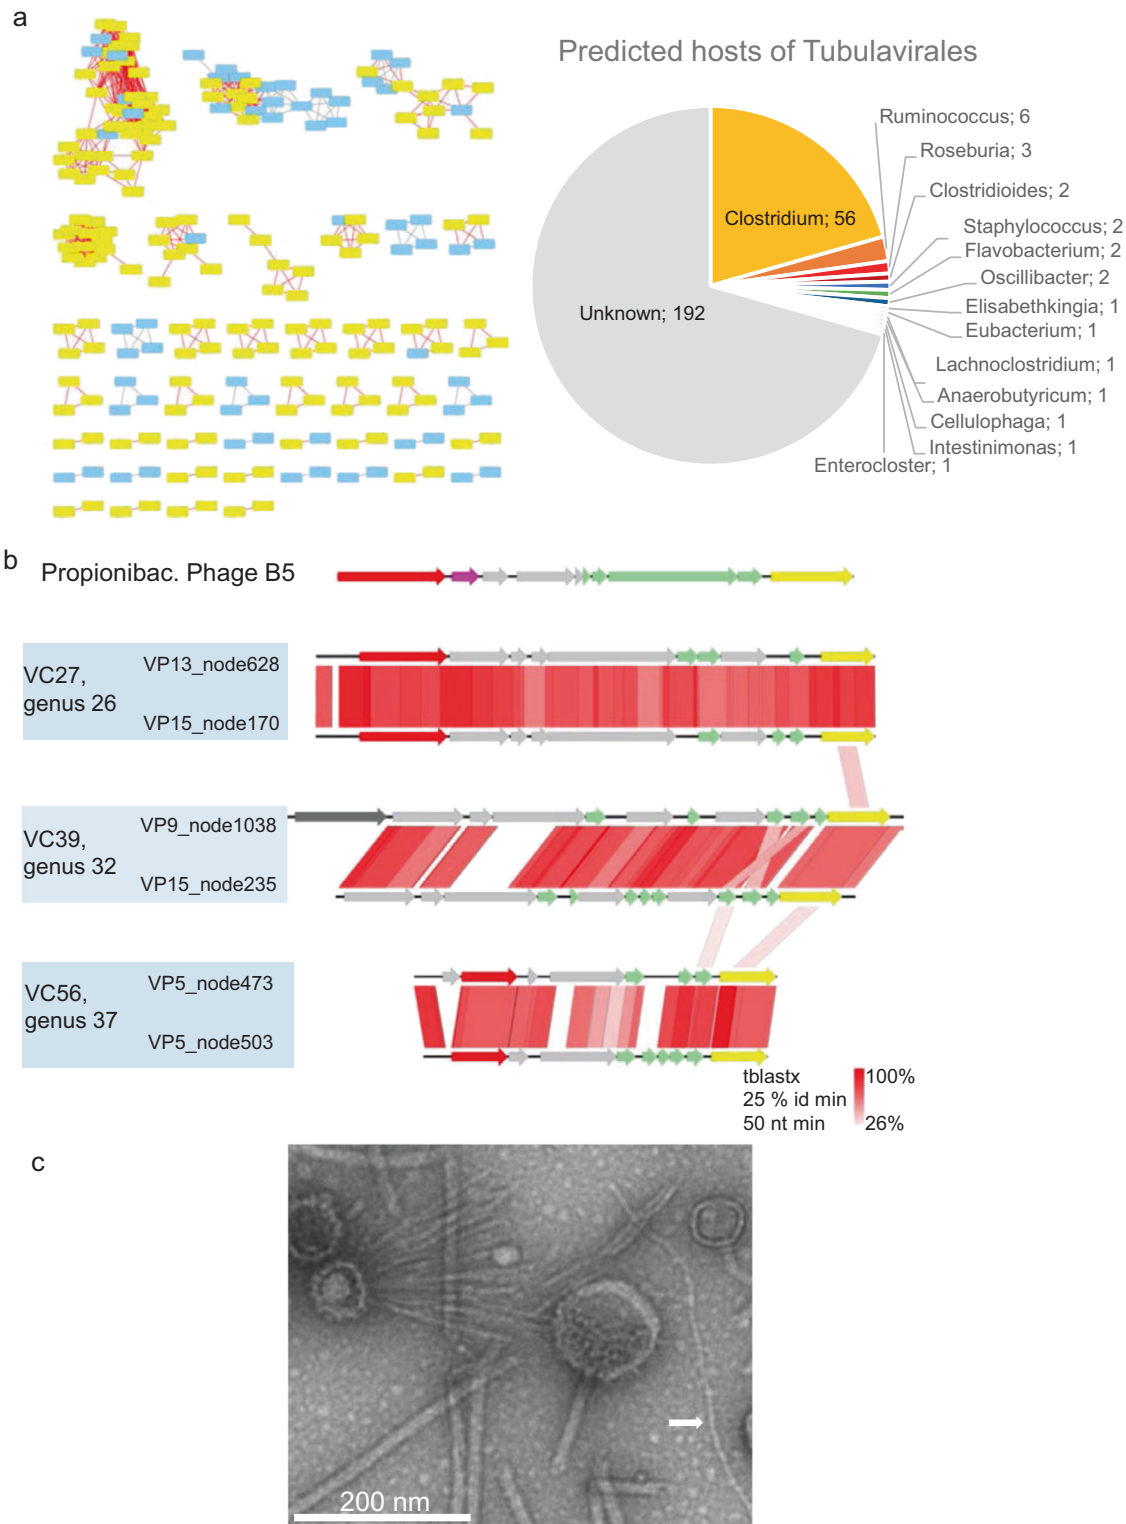 a
Predicted hosts of Tubulavirales
Ruminococcus; 6
Roseburia; 3
Clostridioides; 2
Staphylococcus; 2
Flavobacterium; 2
Oscillibacter; 2
Elisabethkingia; 1
Eubacterium; 1
Lachnoclostridium; 1
Anaerobutyricum; 1
Cellulophaga; 1
Intestinimonas; 1
Enterocloster; 1
Clostridium; 56
Unknown; 192
b
Propionibac. Phage B5
VC27,
genus 26
VP13_node628
VP15_node170
VC39,
genus 32
VP9_node1038
VP15_node235
VC56,
genus 37
VP5_node473
VP5_node503
tblastx
25 % id min
50 nt min
100%
26%
c
200 nm